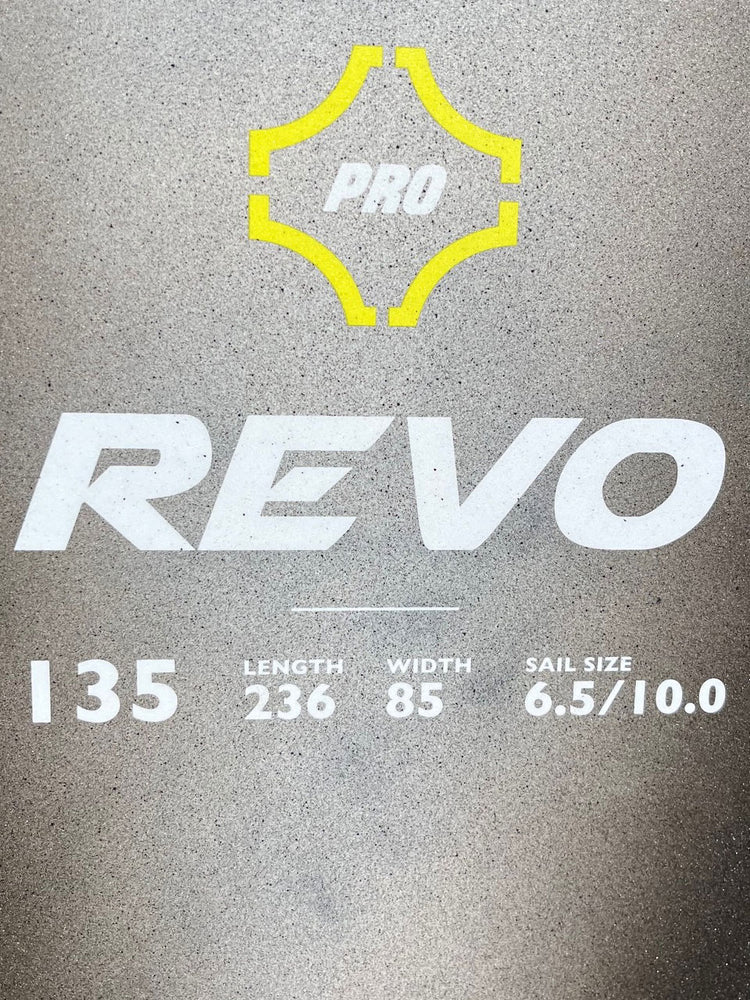 PRO
REVO
135
LENGTH WIDTH SAIL SIZE
236 85 6.5/10.0